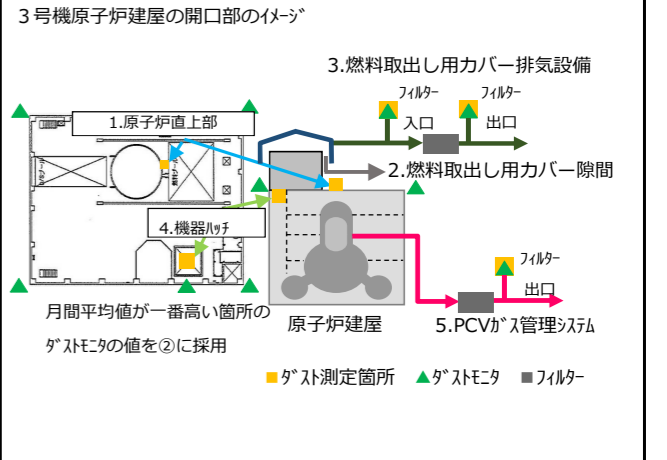 3号機原子炉建屋の開口部のｲﾒｰｼﾞ
3.燃料取出し用カバー排気設備
ﾌｨﾙﾀｰ
ﾌｨﾙﾀｰ
入口
出口
1.原子炉直上部
2.燃料取出し用カバー隙間
4.機器ﾊｯﾁ
ﾌｨﾙﾀｰ
出口
月間平均値が一番高い箇所の
ﾀﾞｽﾄﾓﾆﾀの値を②に採用
原子炉建屋
5.PCVｶﾞｽ管理ｼｽﾃﾑ
ﾀﾞｽﾄ測定箇所
ﾀﾞｽﾄﾓﾆﾀ
ﾌｨﾙﾀｰ